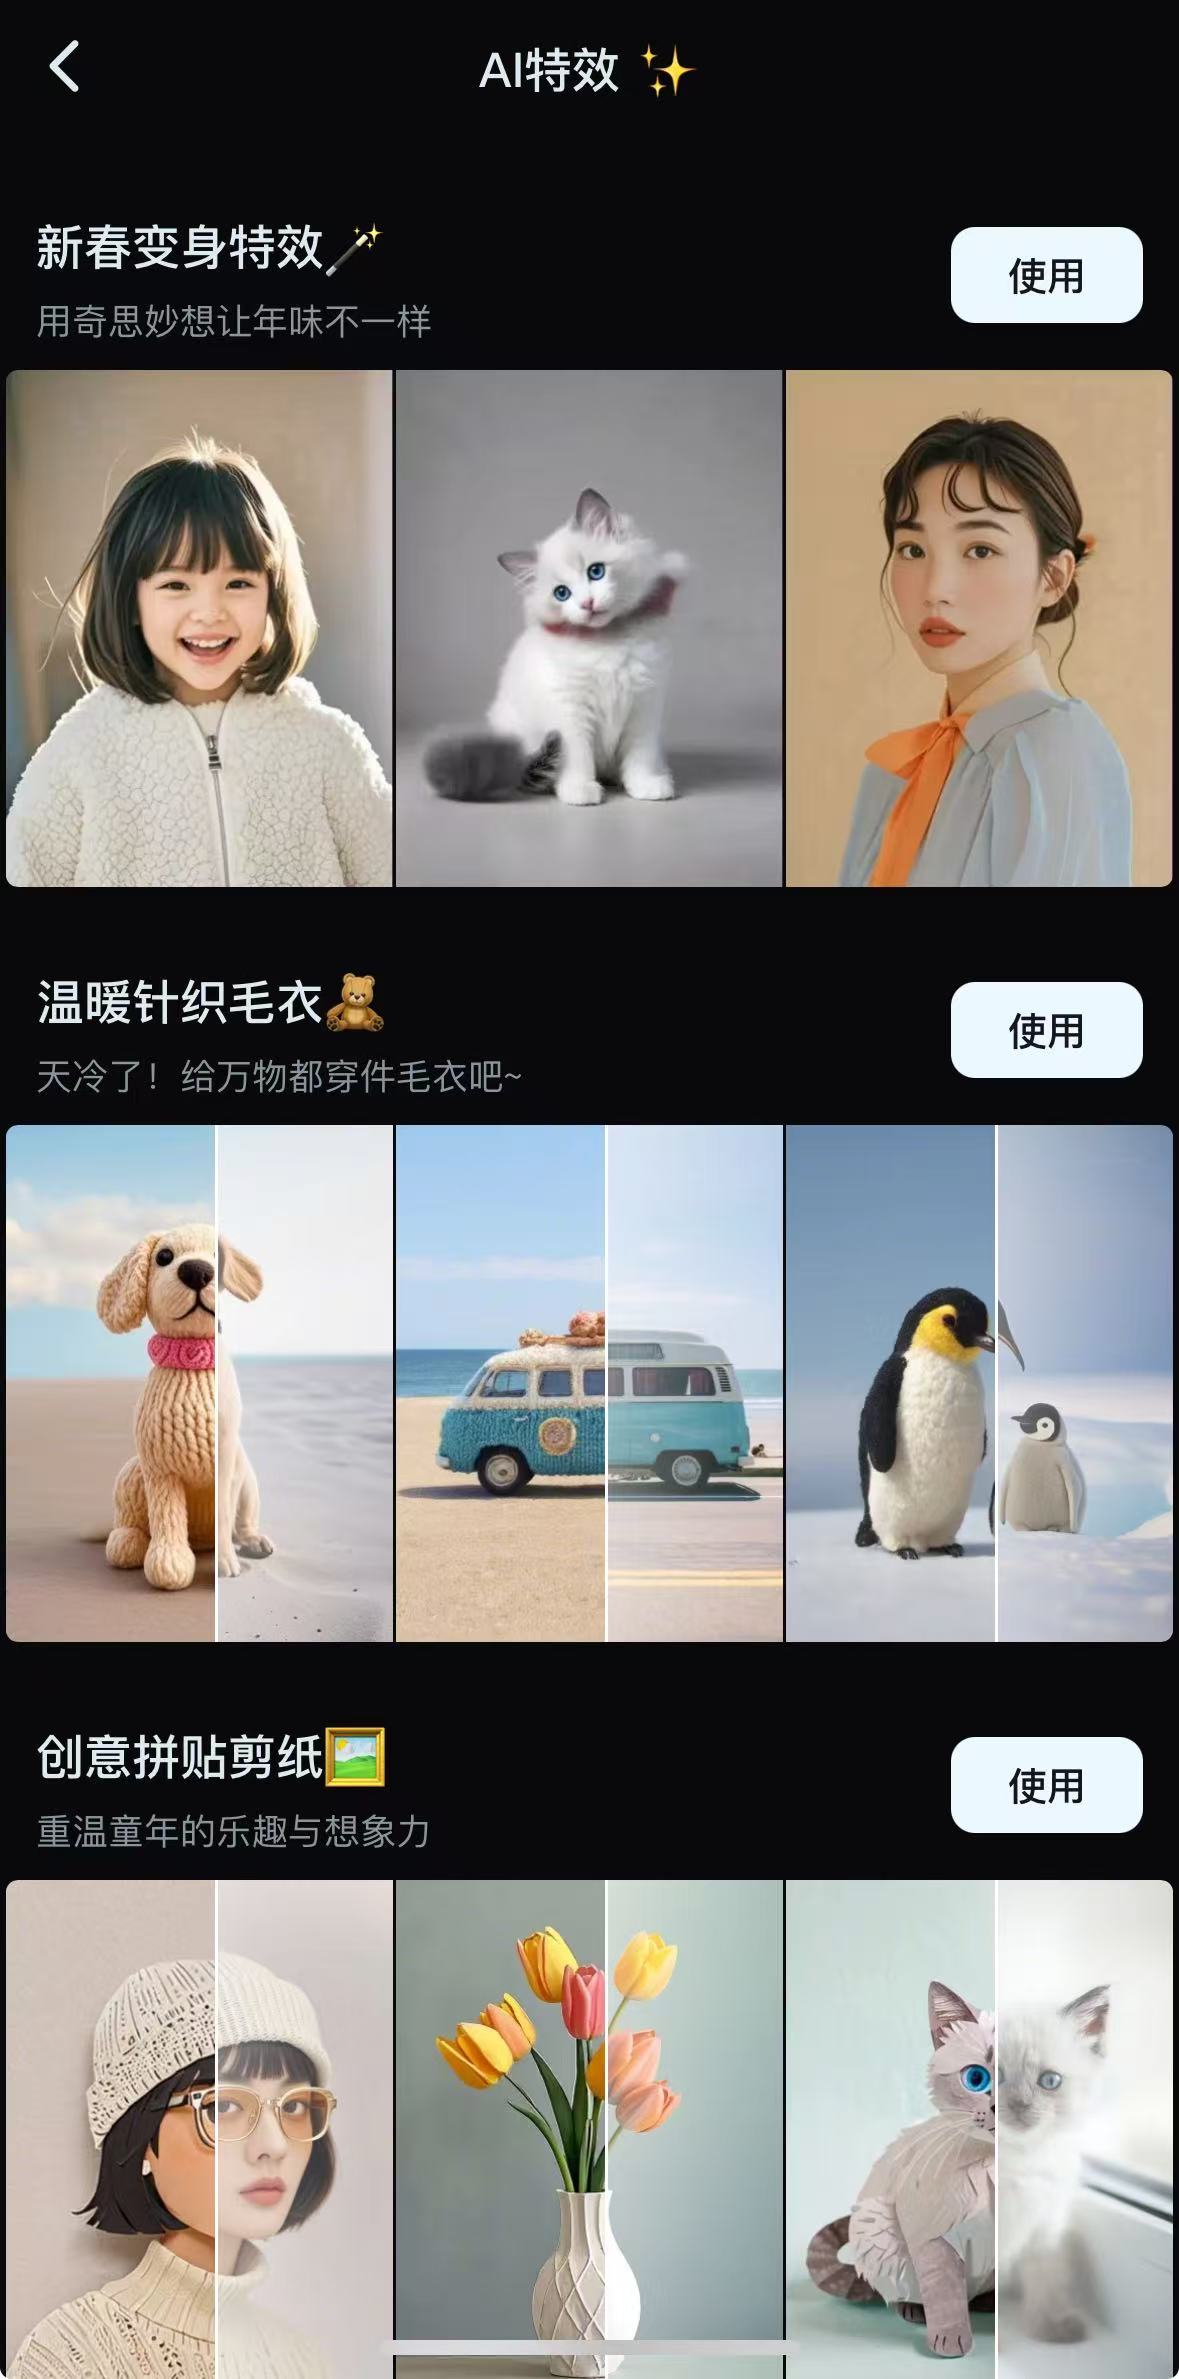 AI特效 ✨
新春变身特效🪄
使用
用奇思妙想让年味不一样
温暖针织毛衣🧸
使用
天冷了！给万物都穿件毛衣吧~
创意拼贴剪纸🖼️
使用
重温童年的乐趣与想象力